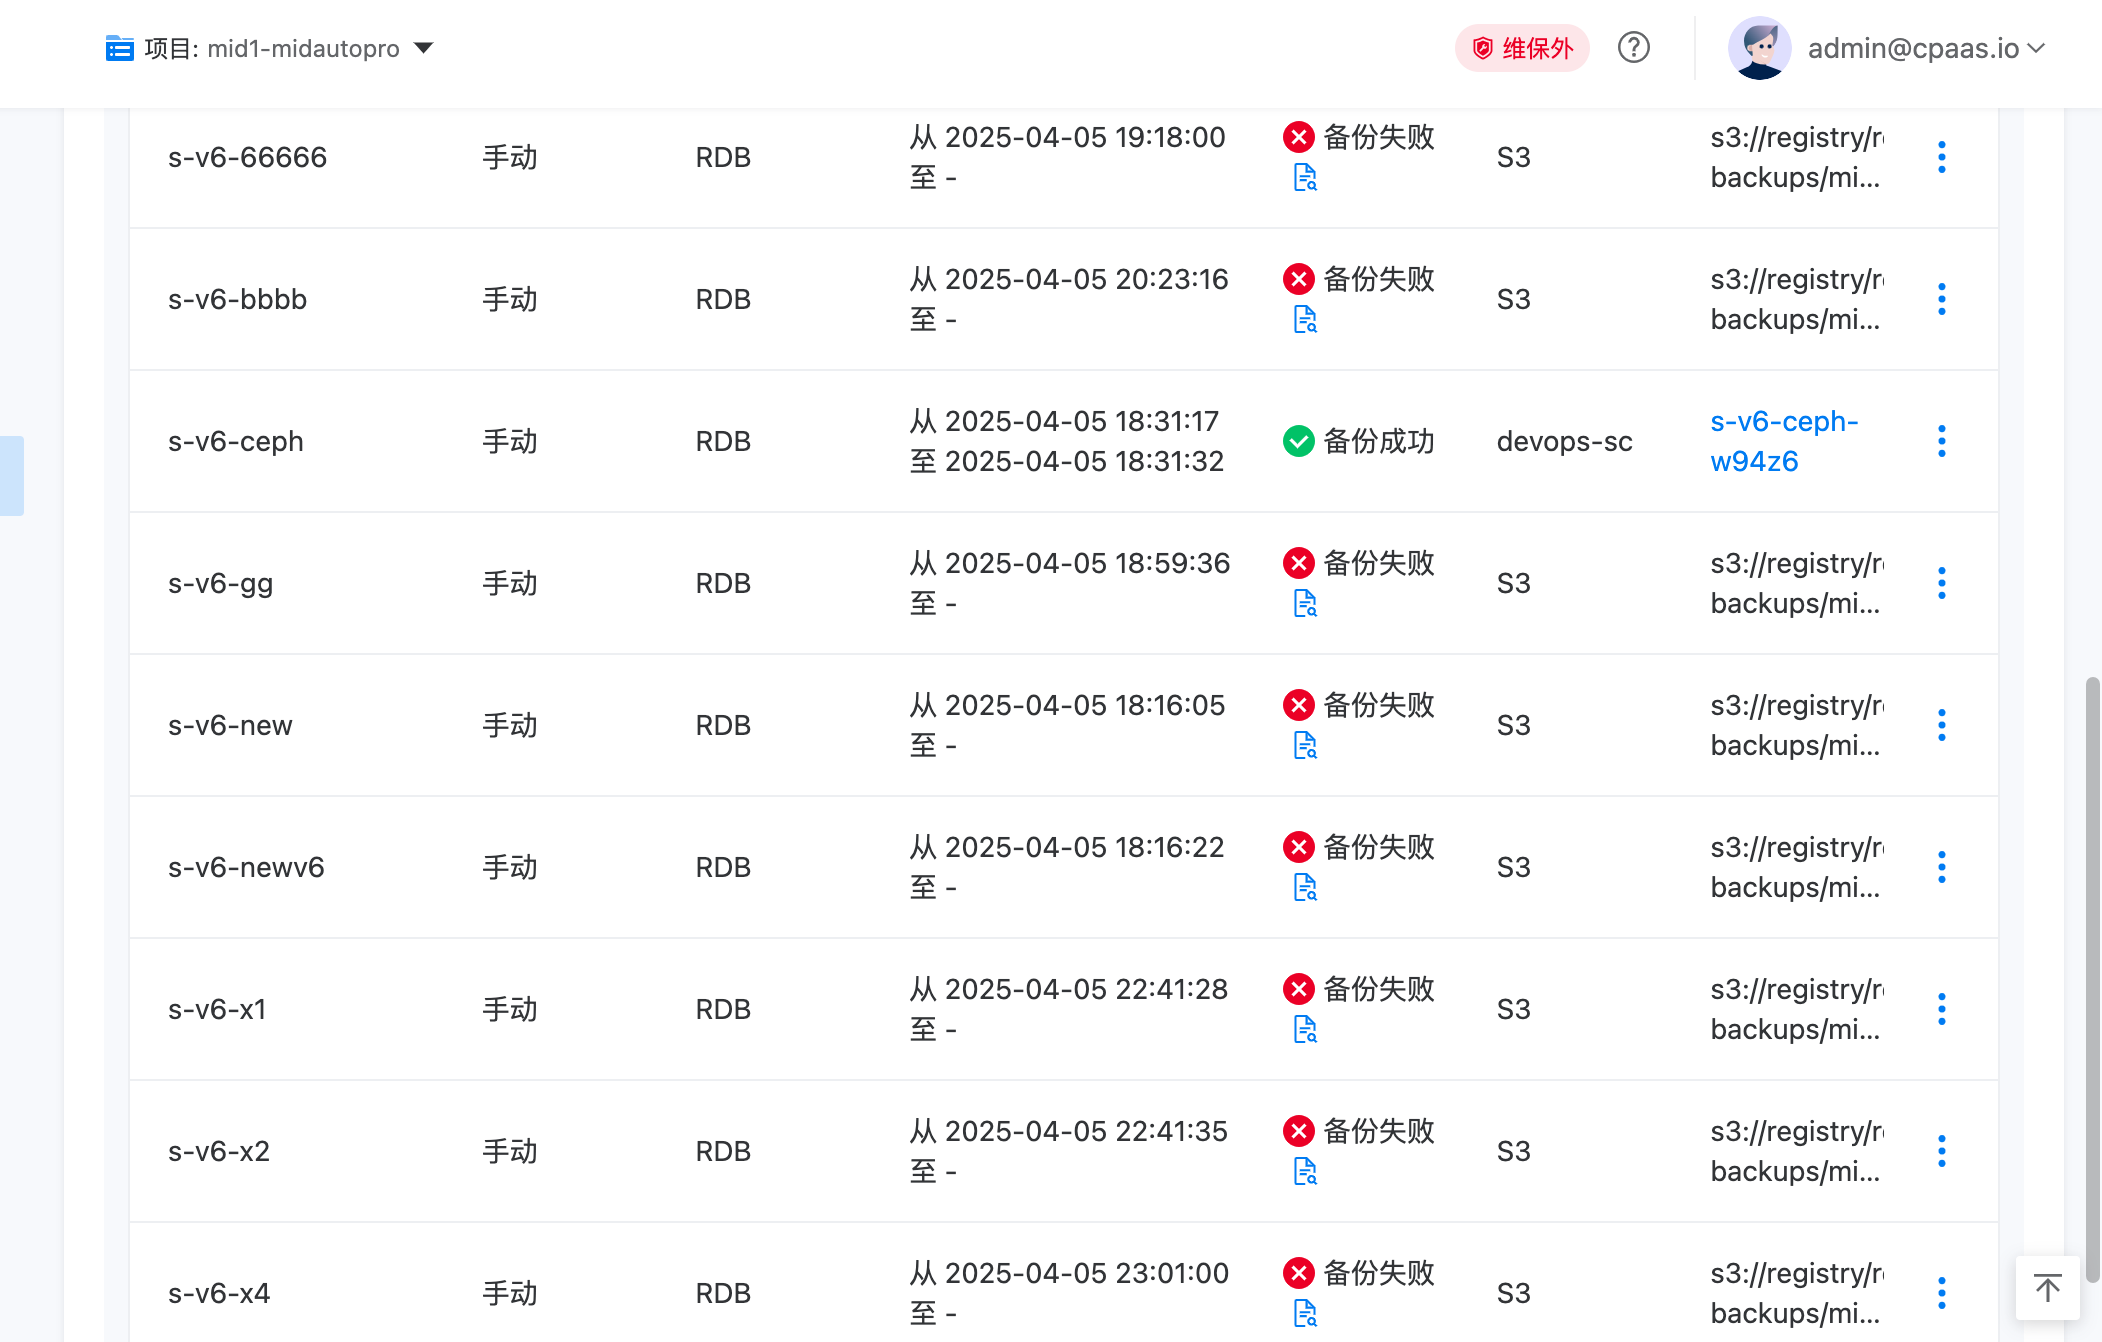 项目: mid1-midautopro
维保外
admin@cpaas.io
s-v6-66666 手动 RDB 从 2025-04-05 19:18:00 至 - 备份失败 S3 s3://registry/r backups/mi...
s-v6-bbbb 手动 RDB 从 2025-04-05 20:23:16 至 - 备份失败 S3 s3://registry/r backups/mi...
s-v6-ceph 手动 RDB 从 2025-04-05 18:31:17 至 2025-04-05 18:31:32 备份成功 devops-sc s-v6-ceph-w94z6
s-v6-gg 手动 RDB 从 2025-04-05 18:59:36 至 - 备份失败 S3 s3://registry/r backups/mi...
s-v6-new 手动 RDB 从 2025-04-05 18:16:05 至 - 备份失败 S3 s3://registry/r backups/mi...
s-v6-newv6 手动 RDB 从 2025-04-05 18:16:22 至 - 备份失败 S3 s3://registry/r backups/mi...
s-v6-x1 手动 RDB 从 2025-04-05 22:41:28 至 - 备份失败 S3 s3://registry/r backups/mi...
s-v6-x2 手动 RDB 从 2025-04-05 22:41:35 至 - 备份失败 S3 s3://registry/r backups/mi...
s-v6-x4 手动 RDB 从 2025-04-05 23:01:00 至 - 备份失败 S3 s3://registry/r backups/mi...